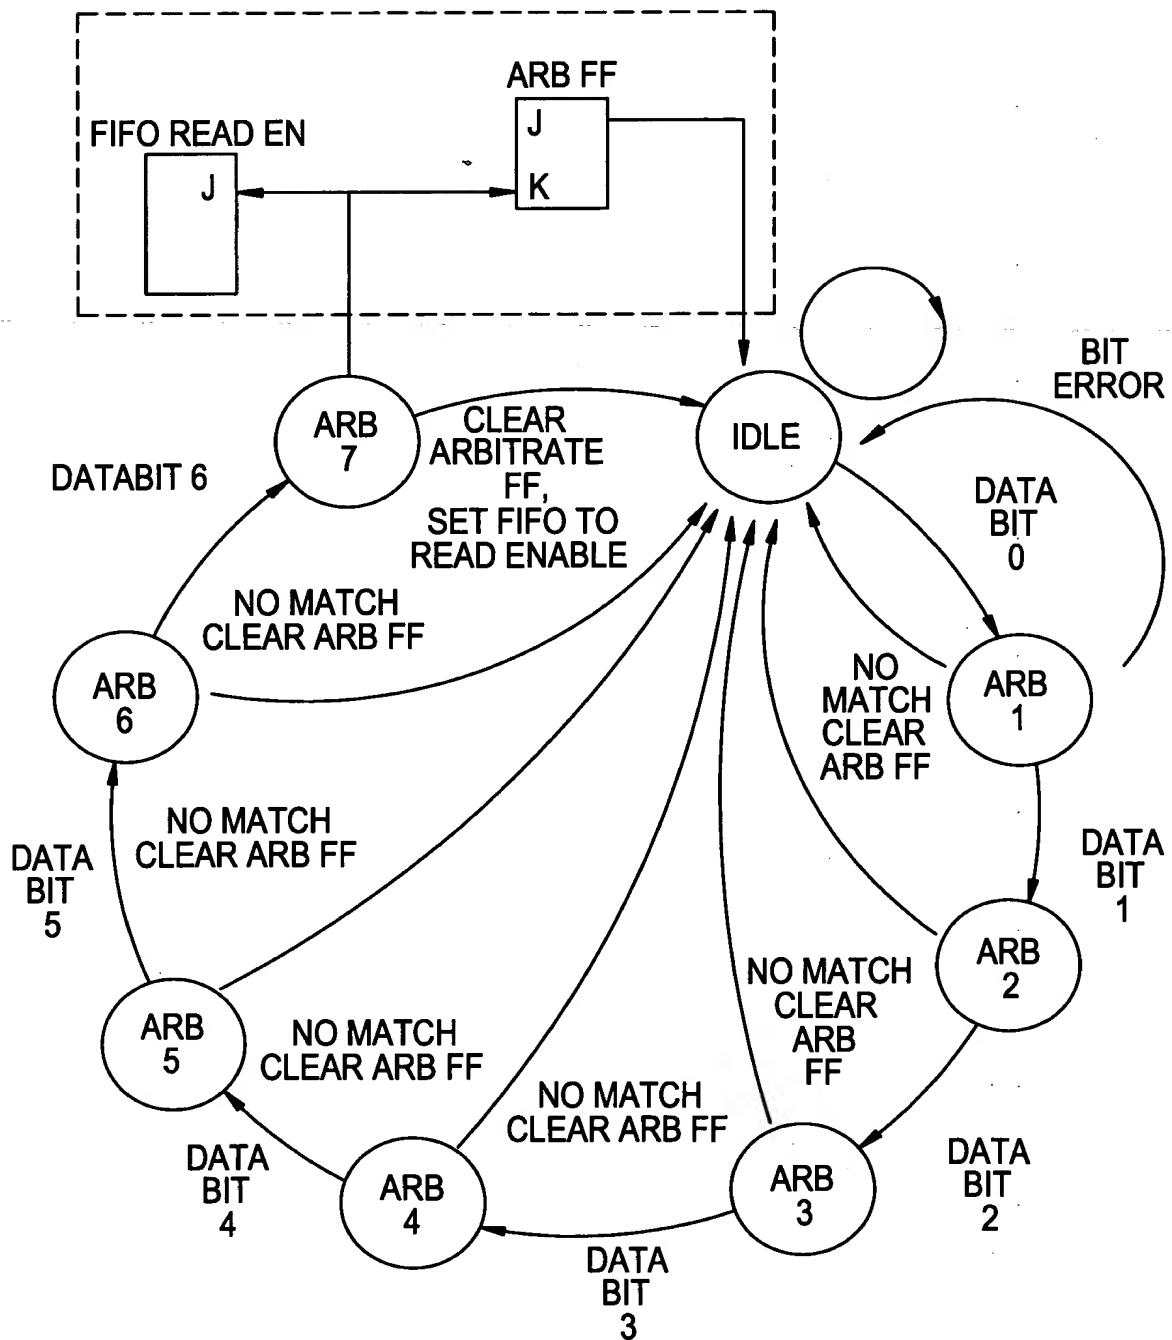 ARB FF
FIFO READ EN
J
K
J
BIT
ERROR
ARB
7
CLEAR
ARBITRATE
FF,
SET FIFO TO
READ ENABLE
IDLE
DATABIT 6
DATA
BIT
0
NO MATCH
CLEAR ARB FF
ARB
6
NO
MATCH
CLEAR
ARB FF
ARB
1
NO MATCH
CLEAR ARB FF
DATA
BIT
5
DATA
BIT
1
ARB
2
NO MATCH
CLEAR
ARB
FF
ARB
5
NO MATCH
CLEAR ARB FF
NO MATCH
CLEAR ARB FF
DATA
BIT
4
ARB
4
ARB
3
DATA
BIT
2
DATA
BIT
3